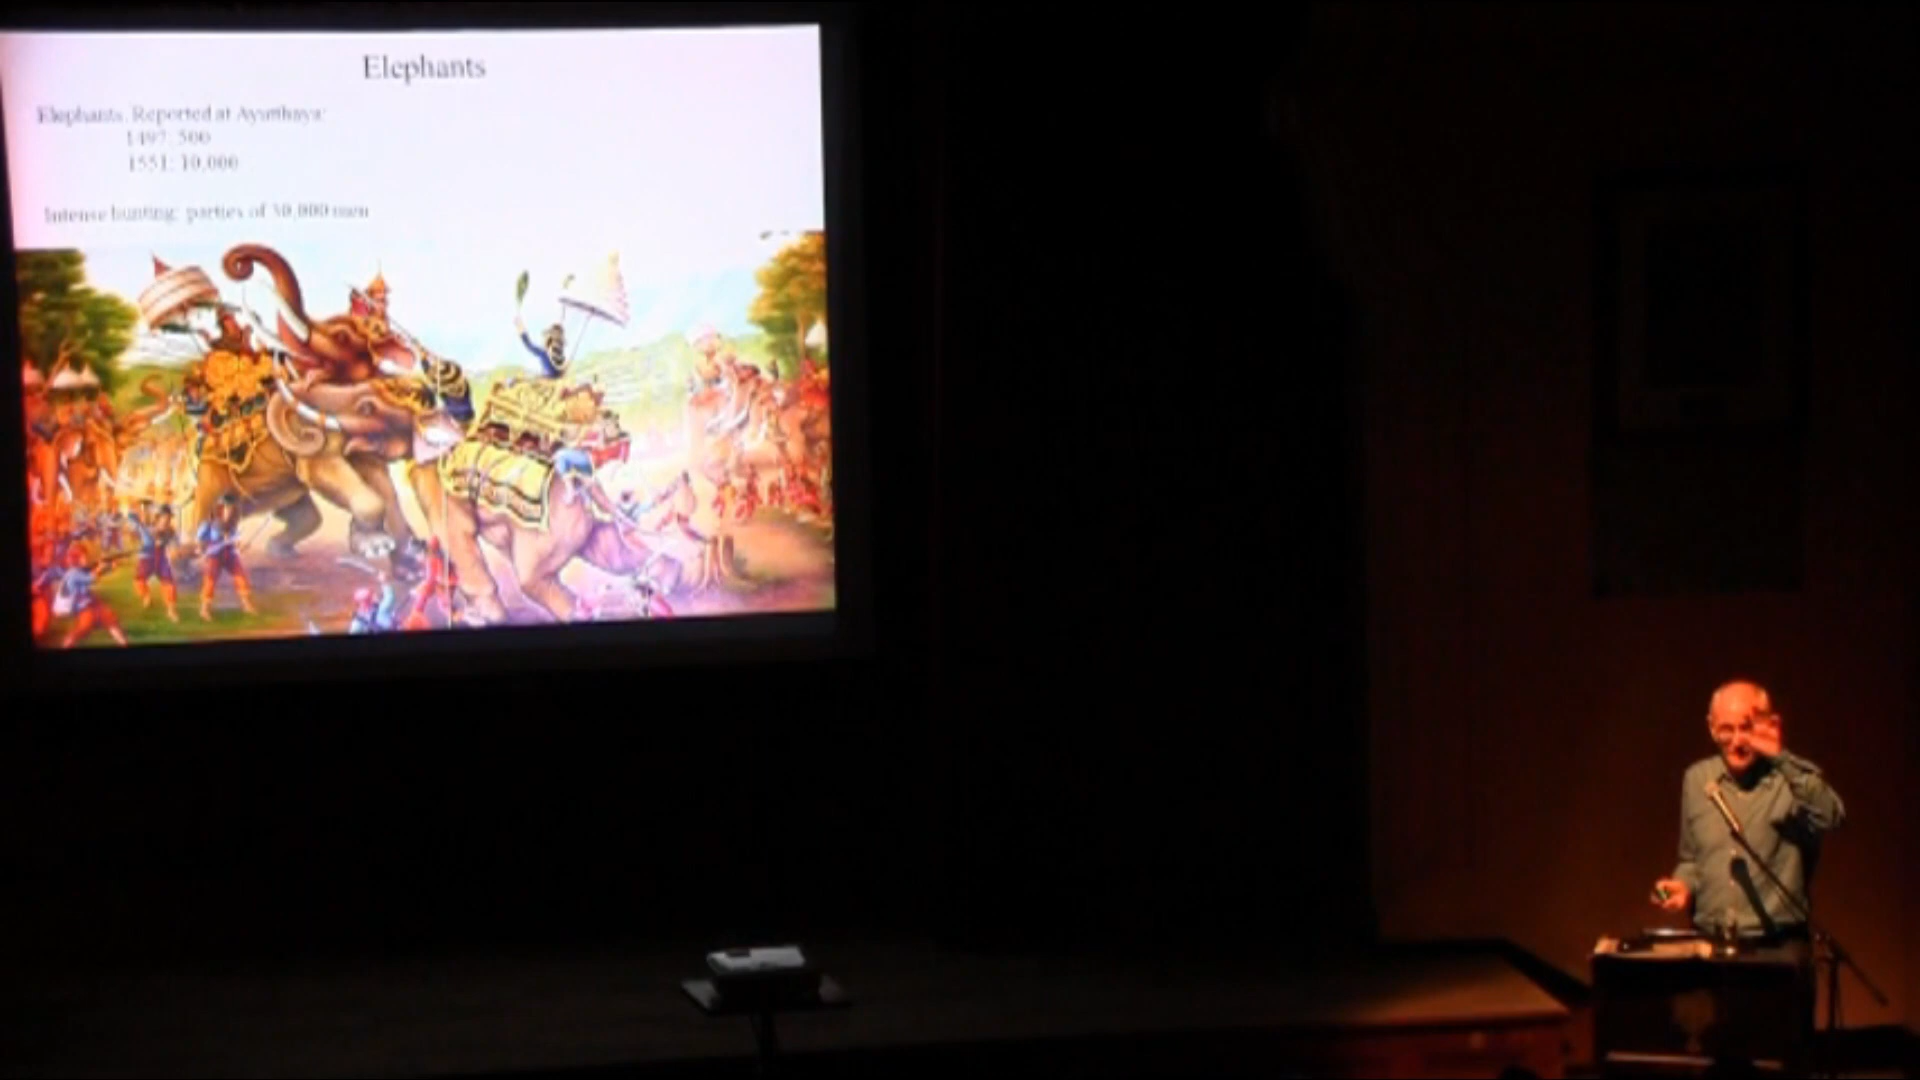 Elephants
Elephants. Reported at Ayutthaya:
1497: 500
1551: 10,000
Intense hunting: parties of 30,000 men